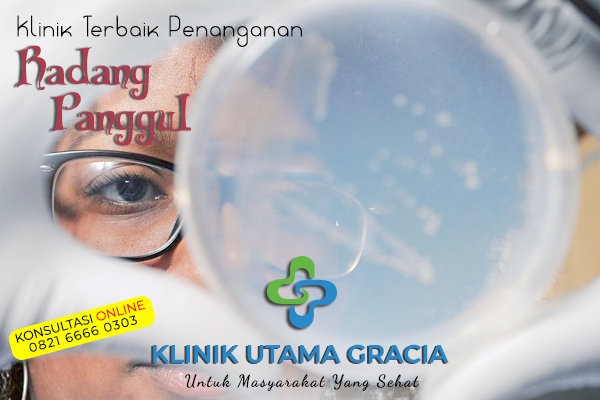 Klinik Terbaik Penanganan
Radang
Panggul
KONSULTASI ONLINE
0821 6666 0303
KLINIK UTAMA GRACIA
Untuk Masyarakat Yang Sehat